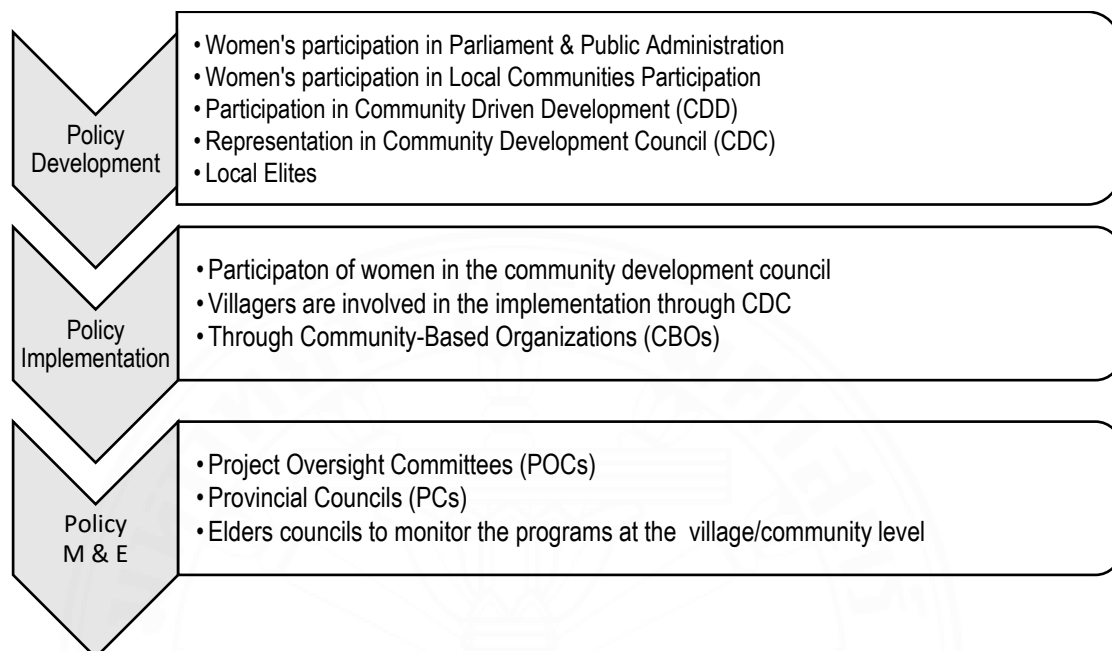 Policy
Development
• Women's participation in Parliament & Public Administration
• Women's participation in Local Communities Participation
• Participation in Community Driven Development (CDD)
• Representation in Community Development Council (CDC)
• Local Elites
Policy
Implementation
• Participaton of women in the community development council
• Villagers are involved in the implementation through CDC
• Through Community-Based Organizations (CBOs)
Policy
M & E
• Project Oversight Committees (POCs)
• Provincial Councils (PCs)
• Elders councils to monitor the programs at the village/community level